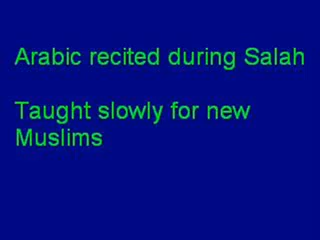 Arabic recited during Salah
Taught slowly for new
Muslims